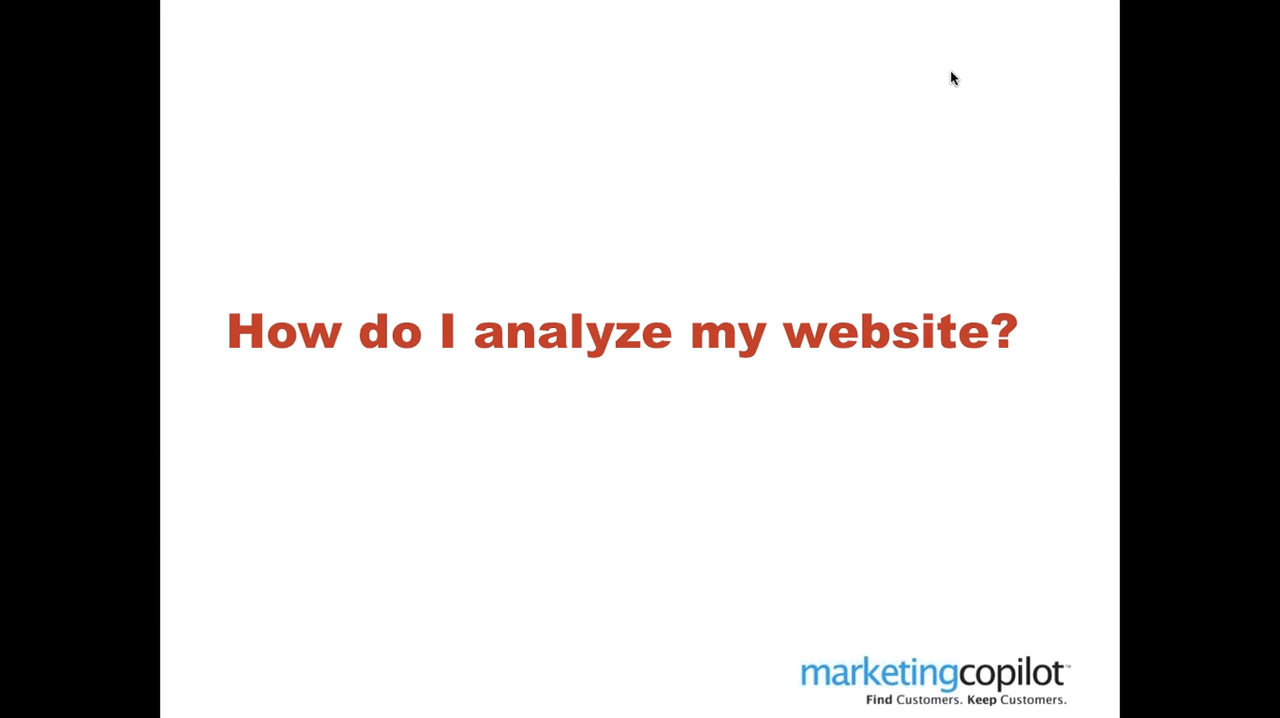 How do I analyze my website?
marketingcopilot™
Find Customers. Keep Customers.